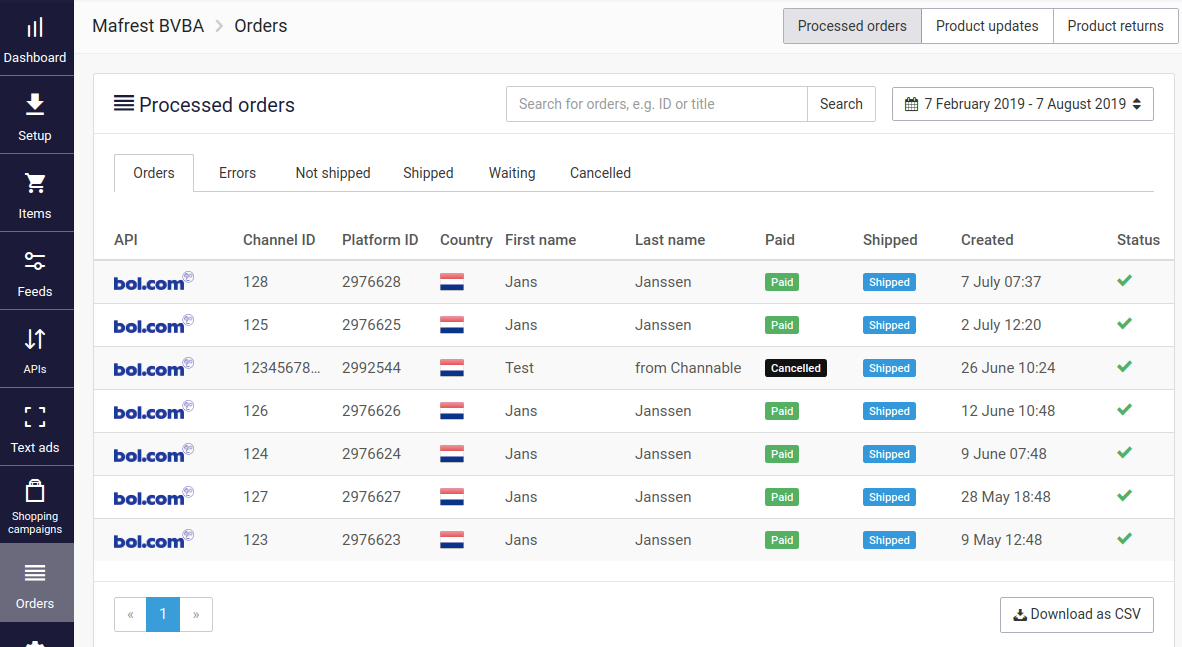 Dashboard
Setup
Items
Feeds
APIs
Text ads
Shopping
campaigns
Orders
Mafrest BVBA > Orders
Processed orders Product updates Product returns
Processed orders
Search for orders, e.g. ID or title Search 7 February 2019 - 7 August 2019
Orders Errors Not shipped Shipped Waiting Cancelled
API Channel ID Platform ID Country First name Last name Paid Shipped Created Status
bol.com 128 2976628 Jans Janssen Paid Shipped 7 July 07:37
bol.com 125 2976625 Jans Janssen Paid Shipped 2 July 12:20
bol.com 12345678... 2992544 Test from Channable Cancelled Shipped 26 June 10:24
bol.com 126 2976626 Jans Janssen Paid Shipped 12 June 10:48
bol.com 124 2976624 Jans Janssen Paid Shipped 9 June 07:48
bol.com 127 2976627 Jans Janssen Paid Shipped 28 May 18:48
bol.com 123 2976623 Jans Janssen Paid Shipped 9 May 12:48
« 1 »
Download as CSV